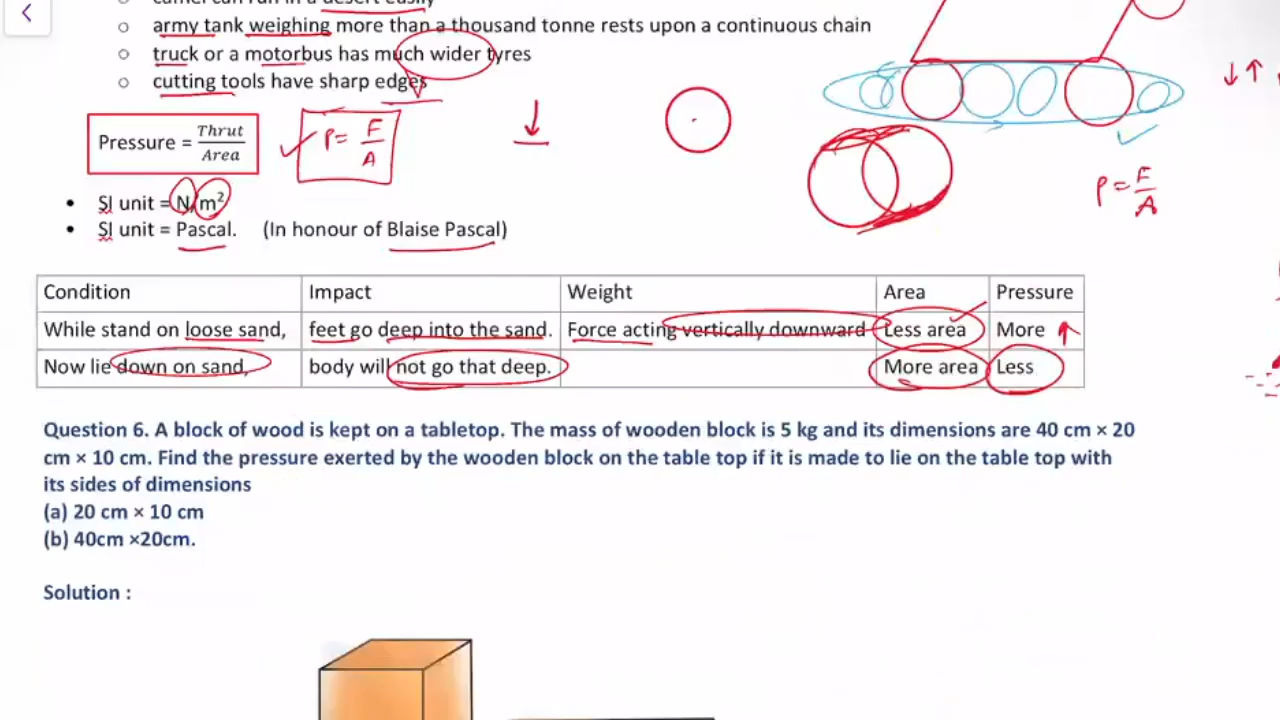 camel can run in a desert easily
o army tank weighing more than a thousand tonne rests upon a continuous chain
o truck or a motorbus has much wider tyres
o cutting tools have sharp edges
Pressure = Thrut / Area
P = F / A
• SI unit = N/m²
• SI unit = Pascal. (In honour of Blaise Pascal)
P = F / A
Condition Impact Weight Area Pressure
While stand on loose sand, feet go deep into the sand. Force acting vertically downward Less area More
Now lie down on sand, body will not go that deep. More area Less
Question 6. A block of wood is kept on a tabletop. The mass of wooden block is 5 kg and its dimensions are 40 cm × 20
cm × 10 cm. Find the pressure exerted by the wooden block on the table top if it is made to lie on the table top with
its sides of dimensions
(a) 20 cm × 10 cm
(b) 40cm ×20cm.
Solution :